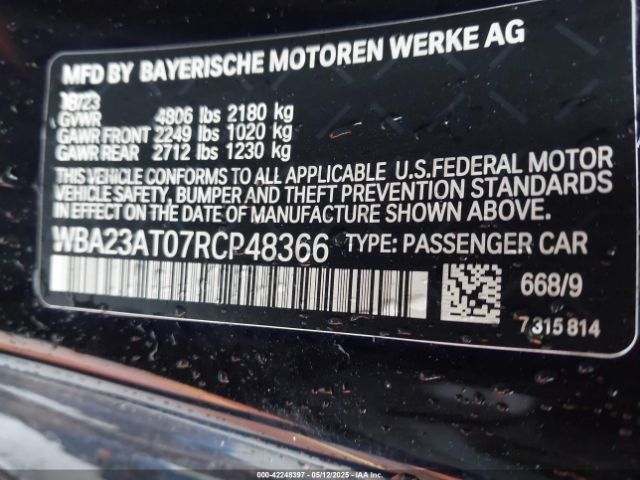 MFD BY BAYERISCHE MOTOREN WERKE AG
08/23
GVWR 4806 lbs 2180 kg
GAWR FRONT 2249 lbs 1020 kg
GAWR REAR 2712 lbs 1230 kg
THIS VEHICLE CONFORMS TO ALL APPLICABLE U.S.FEDERAL MOTOR
VEHICLE SAFETY, BUMPER AND THEFT PREVENTION STANDARDS
IN EFFECT ON THE DATE OF MANUFACTURE SHOWN ABOVE.
WBA23AT07RCP48366 TYPE: PASSENGER CAR
668/9
7 315 814
000-42248397 - 05/12/2025 - IAAI.COM